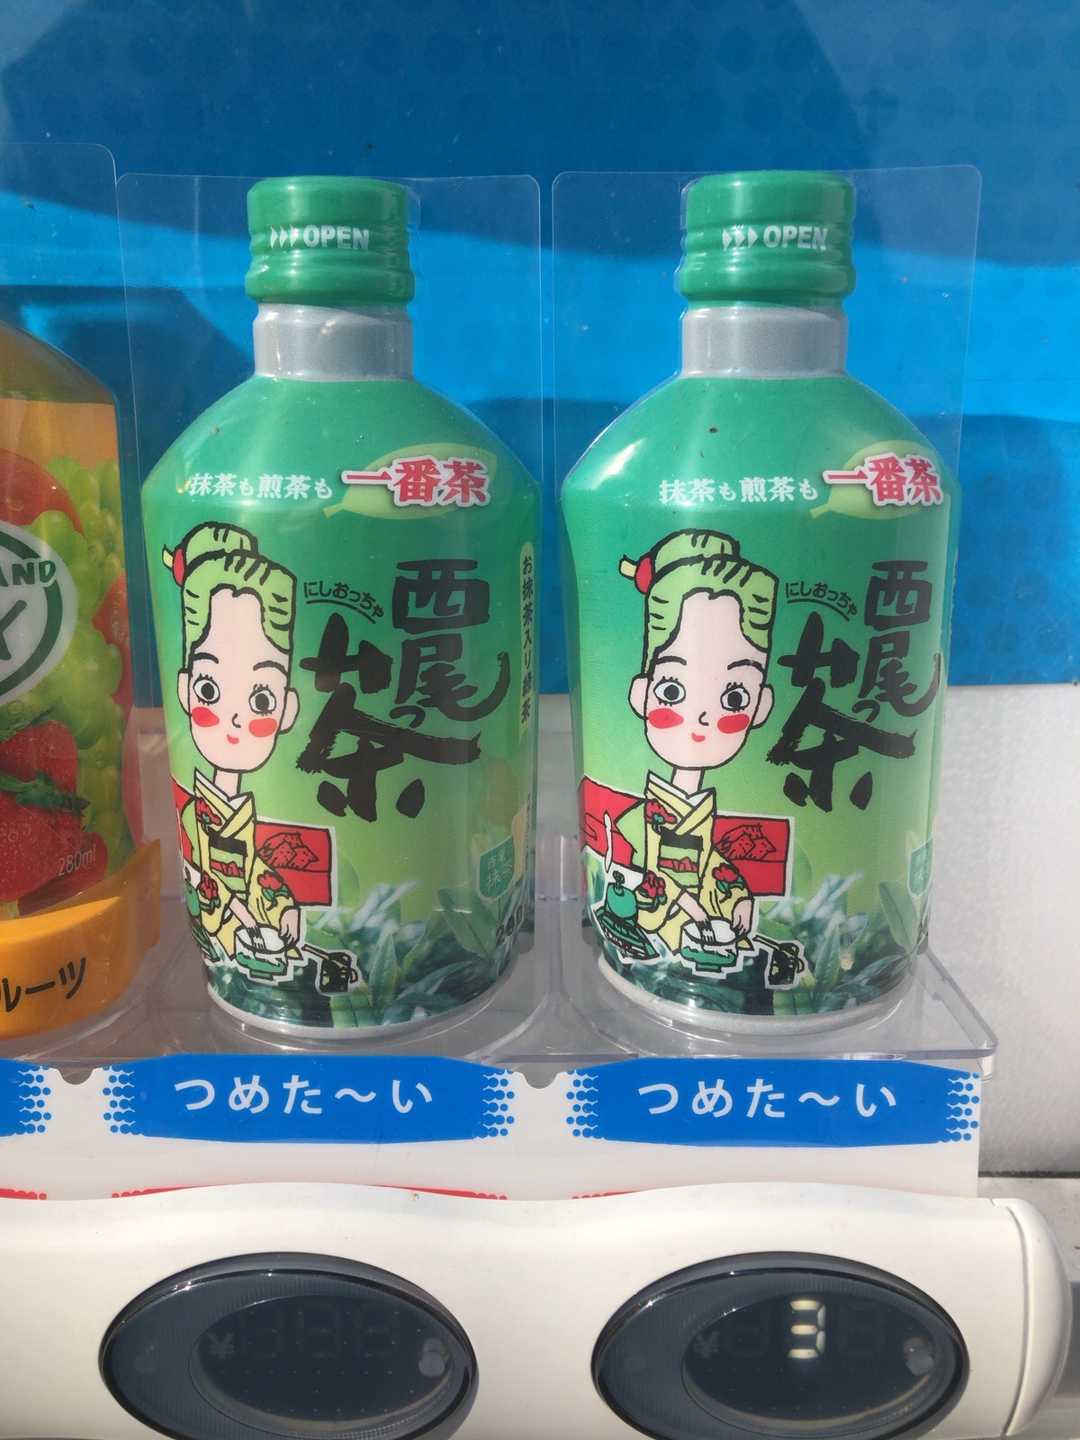 OPEN
抹茶も煎茶も 一番茶
にしおっちゃ
西尾っ茶
お抹茶入り緑茶
OPEN
抹茶も煎茶も 一番茶
にしおっちゃ
西尾っ茶
AND
280ml
ルーツ
つめた〜い
つめた〜い
¥
¥
3